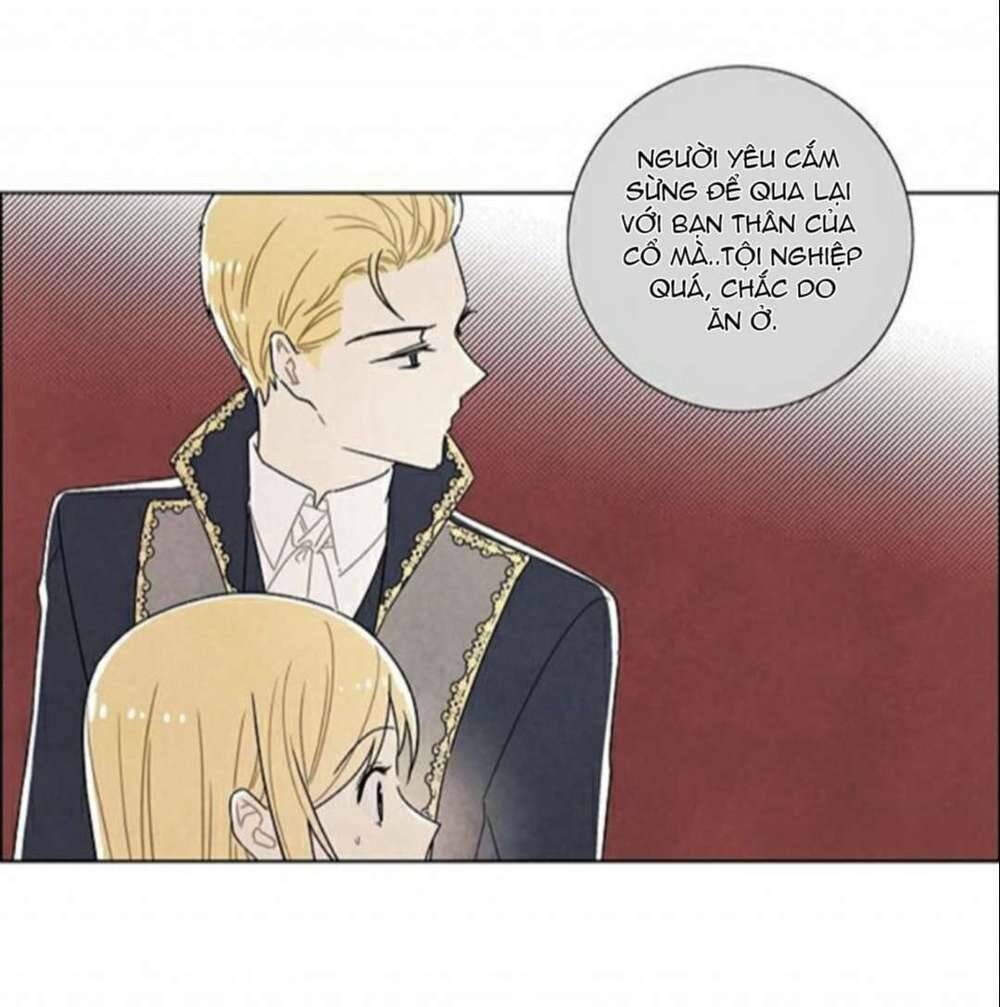 NGƯỜI YÊU CẮM
SỪNG ĐỂ QUA LẠI
VỚI BẠN THÂN CỦA
CỔ MÀ..TỘI NGHIỆP
QUÁ, CHẮC DO
ĂN Ở.